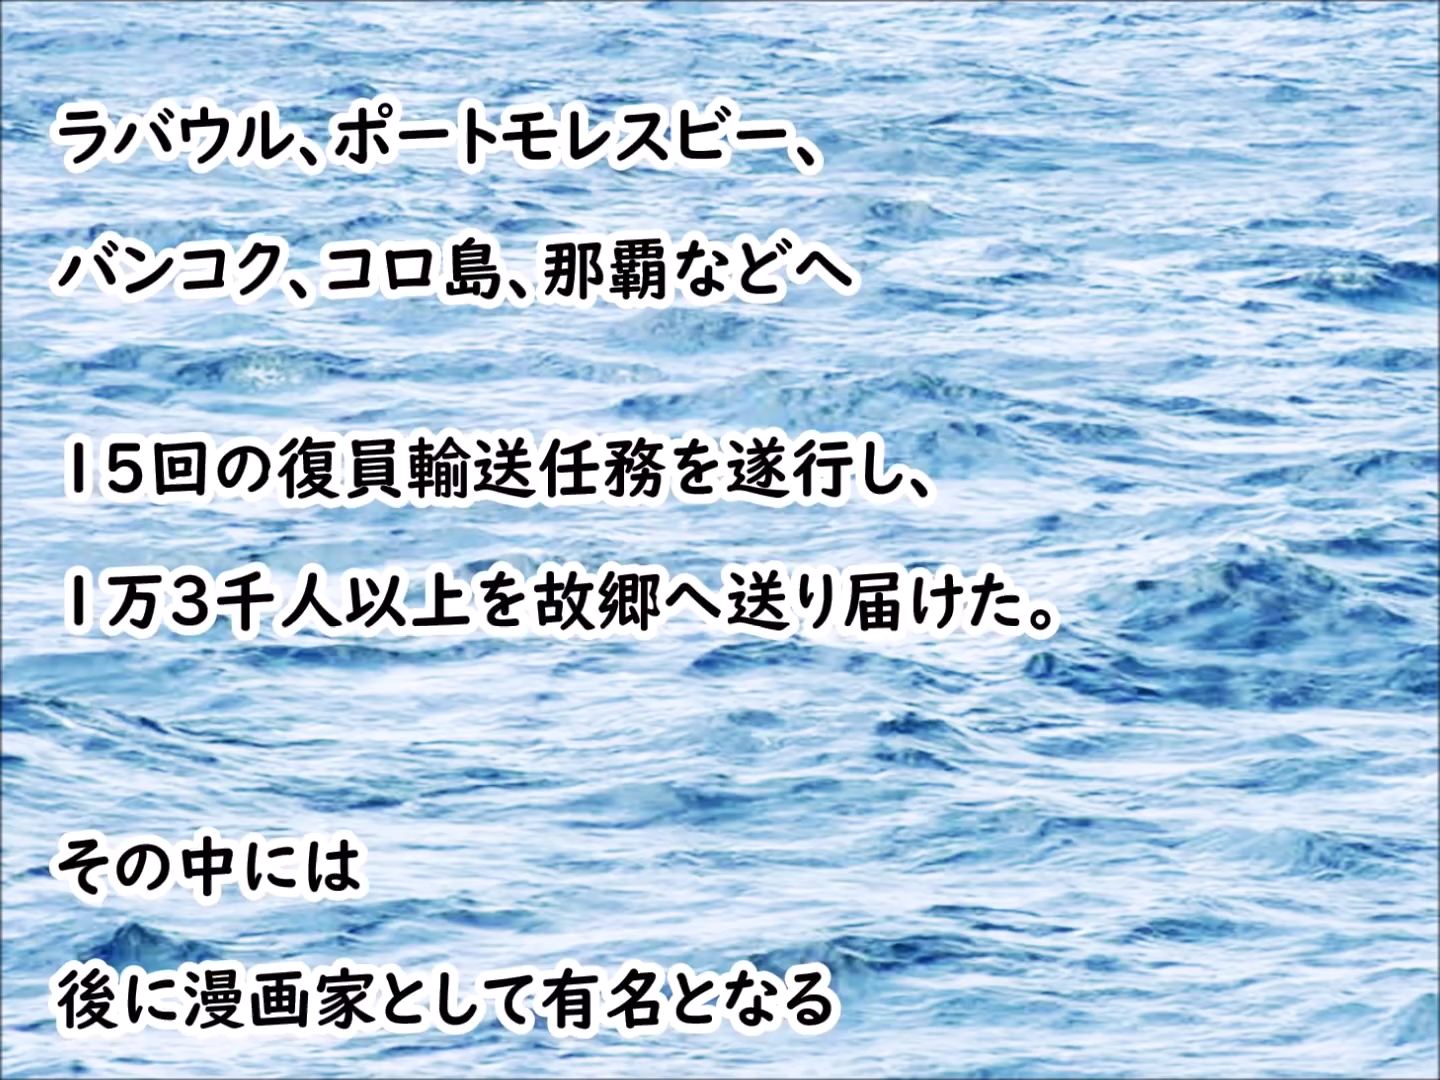 ラバウル、ポートモレスビー、
バンコク、コロ島、那覇などへ
15回の復員輸送任務を遂行し、
1万3千人以上を故郷へ送り届けた。
その中には
後に漫画家として有名となる